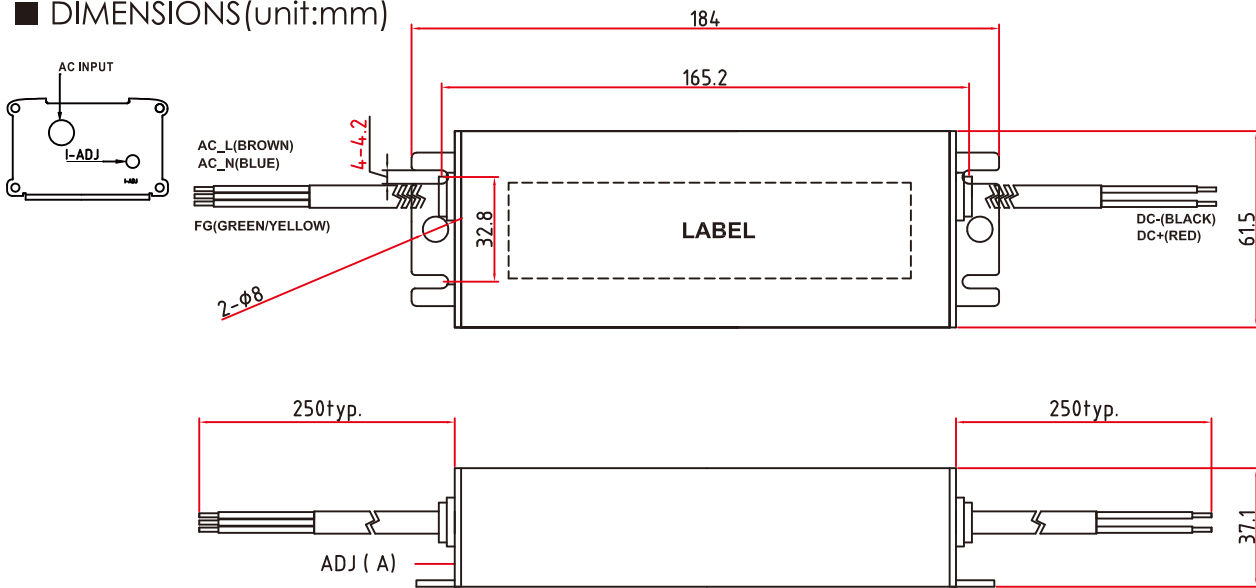 ■ DIMENSIONS(unit:mm)
184
165.2
AC INPUT
I-ADJ
I-ADJ
AC_L(BROWN)
AC_N(BLUE)
FG(GREEN/YELLOW)
4-4.2
32.8
2-Φ8
LABEL
DC-(BLACK)
DC+(RED)
61.5
250typ.
250typ.
ADJ ( A)
37.1